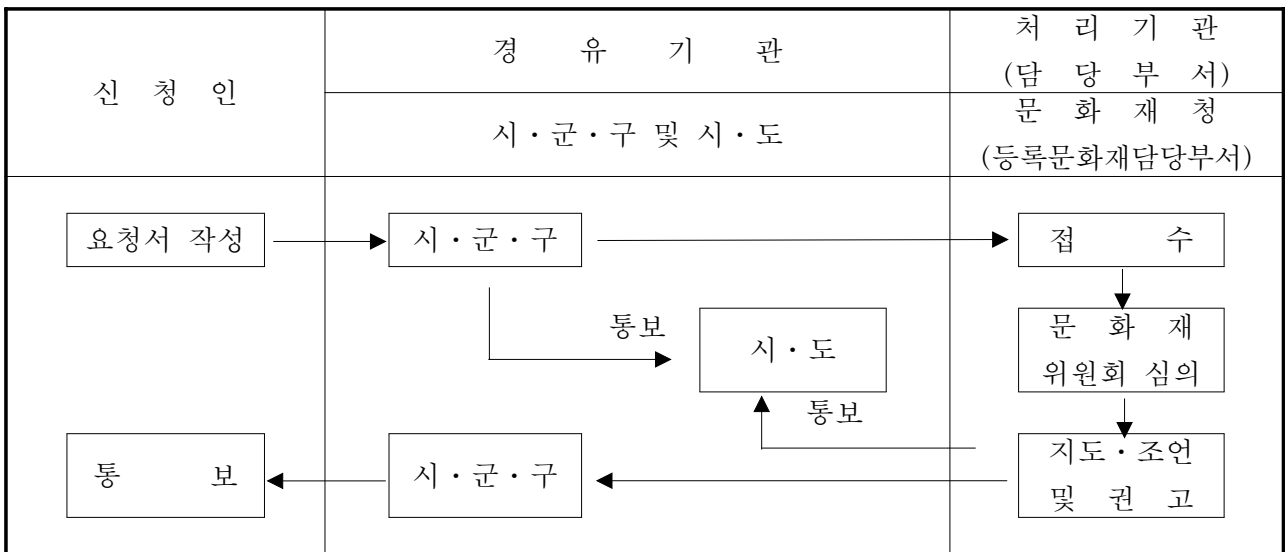 신 청 인
경 유 기 관
처 리 기 관
(담 당 부 서)
시·군·구 및 시·도
문 화 재 청
(등록문화재담당부서)
요청서 작성
시·군·구
접 수
통보
시·도
문 화 재
위원회 심의
통보
통 보
시·군·구
지도·조언
및 권 고